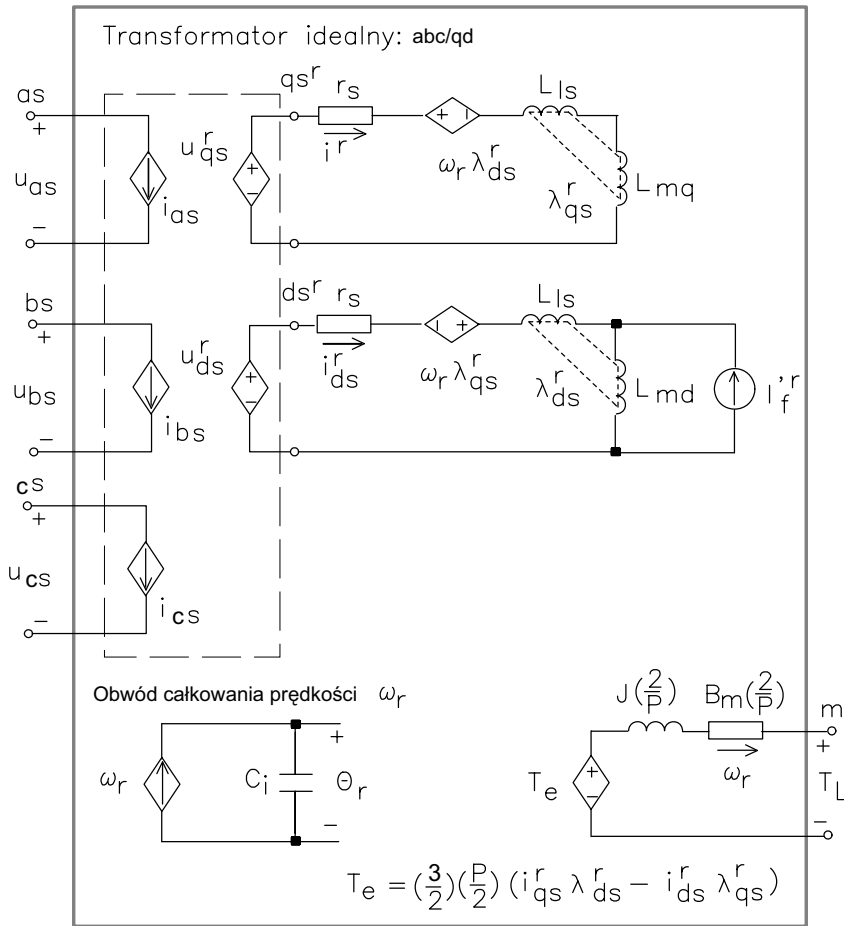 Transformator idealny: abc/qd
as
+
u_as
−
i_as
u^r_qs
+
−
qs^r
r_s
i^r
+ −
ω_r λ^r_ds
L_ls
λ^r_qs
L_mq
bs
+
u_bs
−
i_bs
u^r_ds
+
−
ds^r
r_s
i^r_ds
− +
ω_r λ^r_qs
L_ls
λ^r_ds
L_md
I'^r_f
cs
+
u_cs
−
i_cs
Obwód całkowania prędkości ω_r
ω_r
C_i
+
Θ_r
−
J(2/P)
B_m(2/P)
m
T_e
+
−
ω_r
+
T_L
−
T_e = (3/2)(P/2) (i^r_qs λ^r_ds − i^r_ds λ^r_qs)